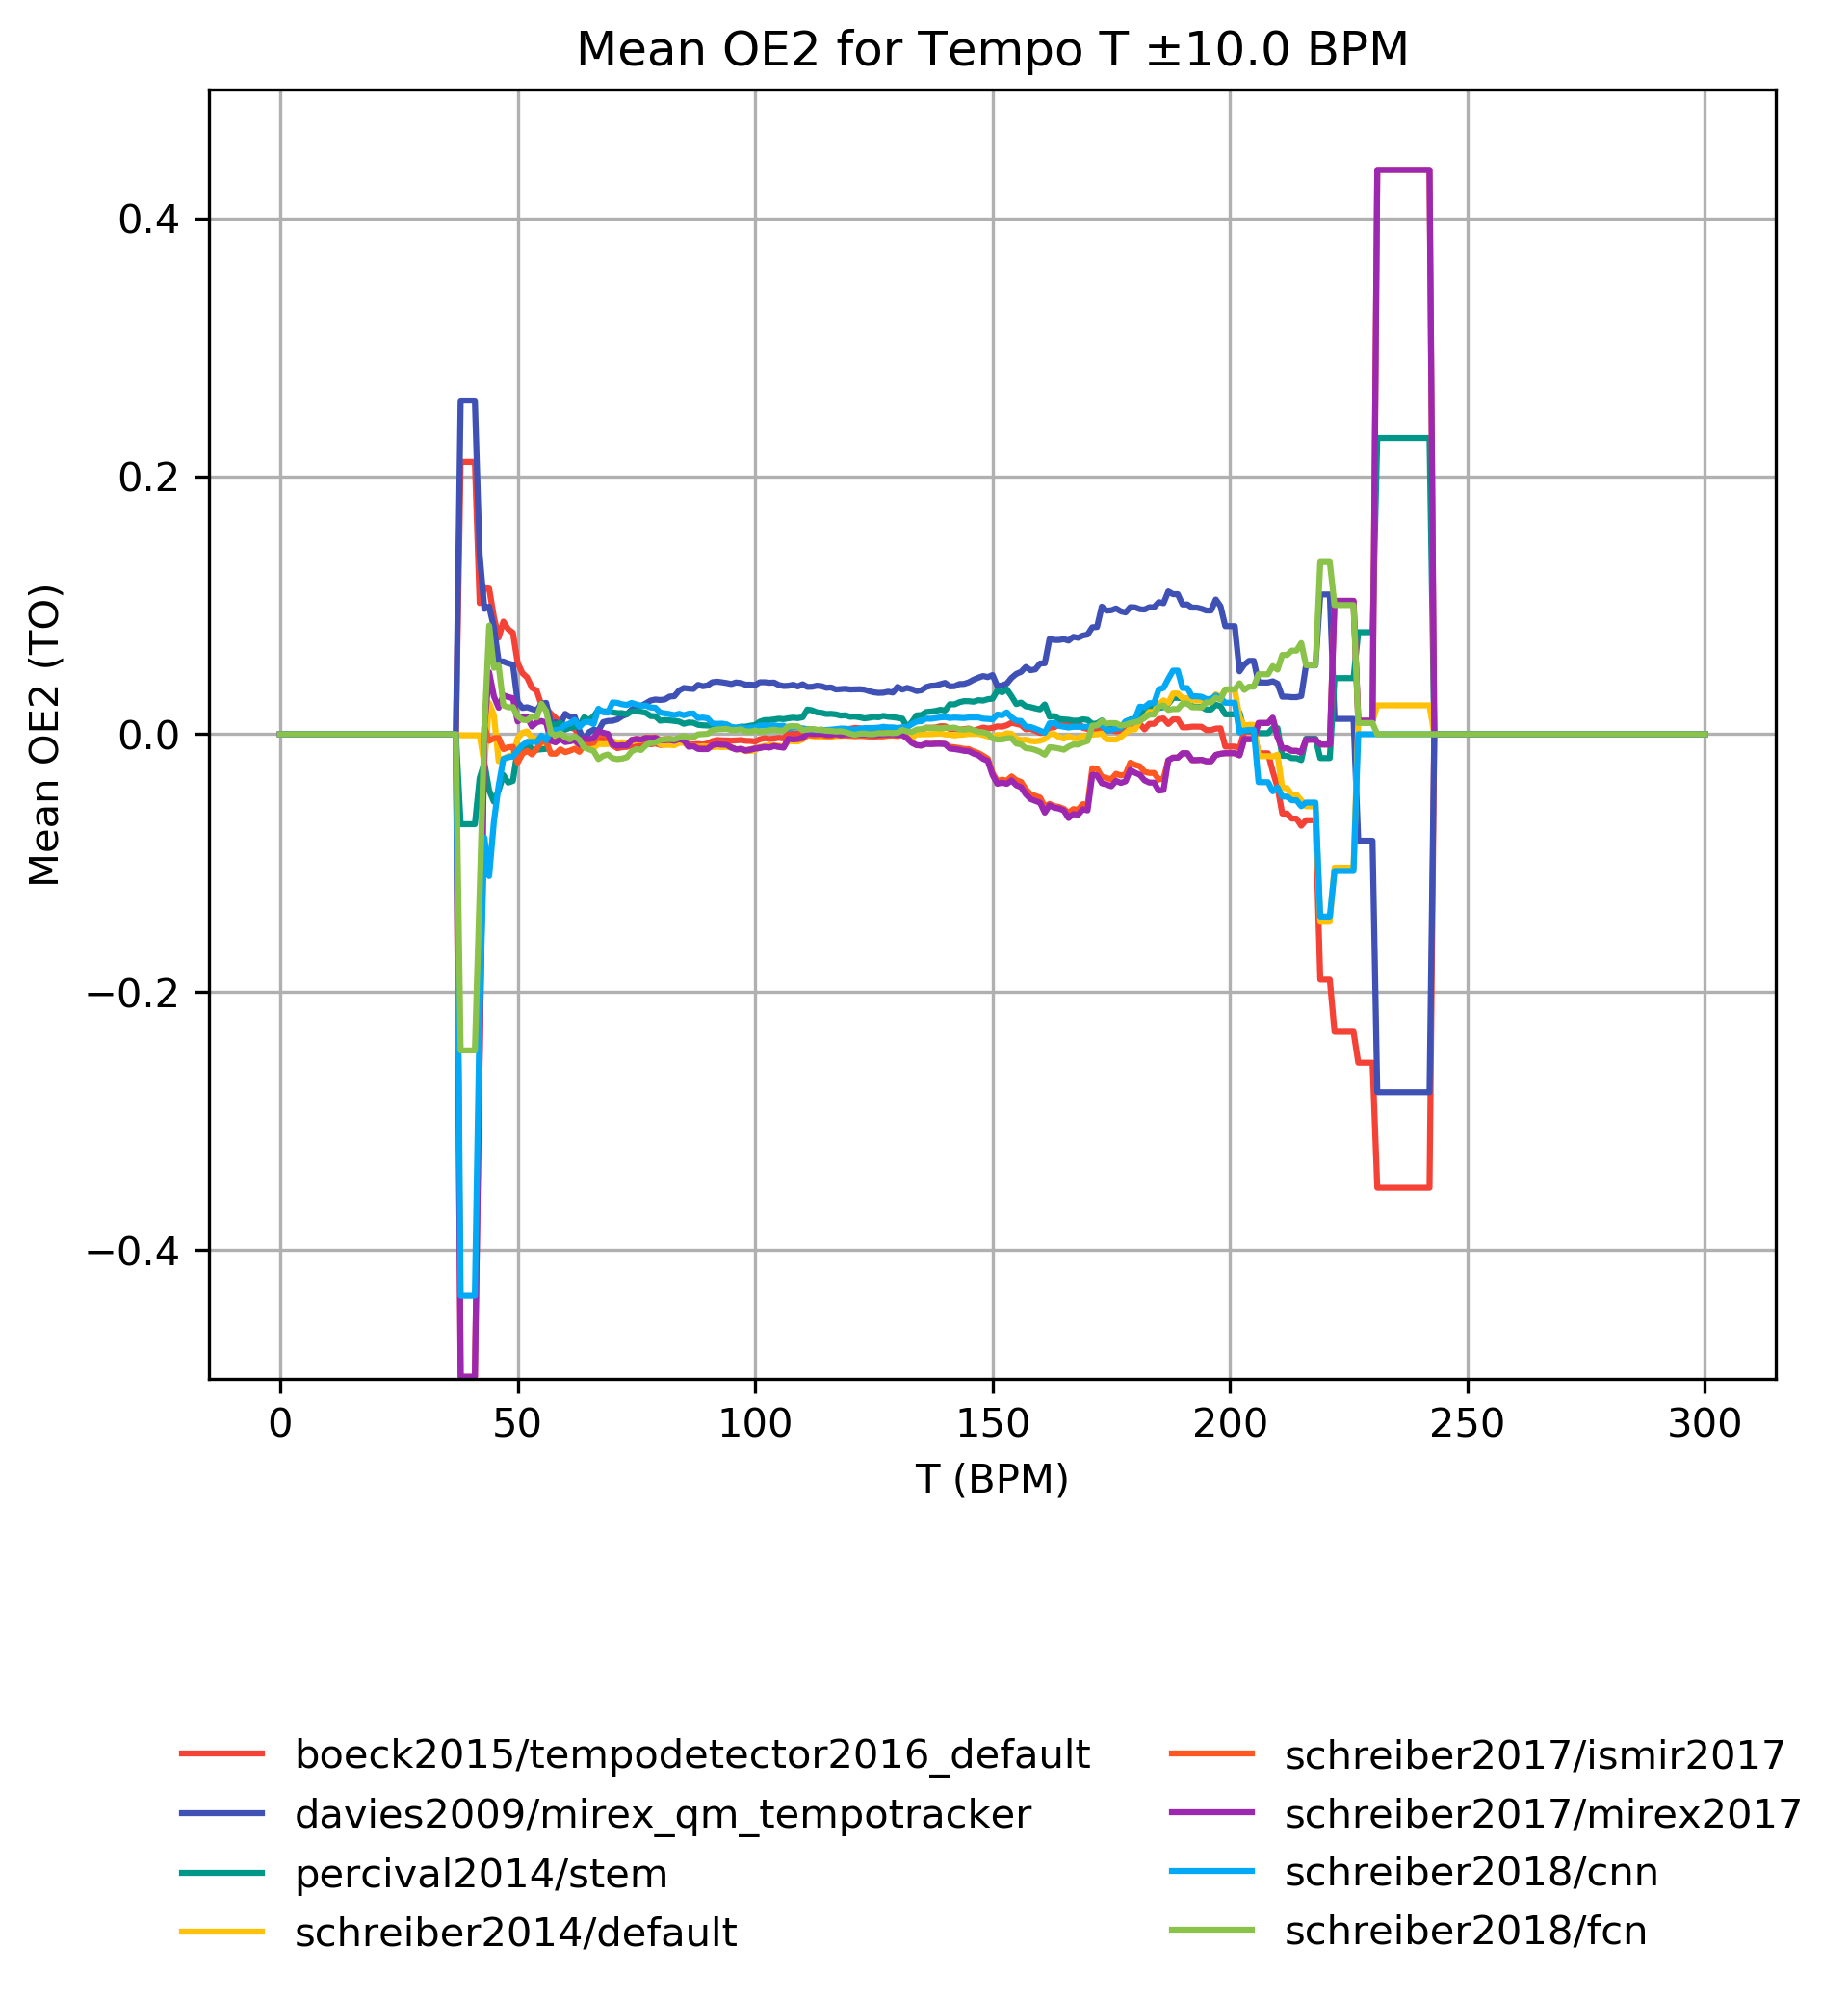 Mean OE2 for Tempo T ±10.0 BPM
Mean OE2 (TO)
0.4
0.2
0.0
−0.2
−0.4
0 50 100 150 200 250 300
T (BPM)
boeck2015/tempodetector2016_default
davies2009/mirex_qm_tempotracker
percival2014/stem
schreiber2014/default
schreiber2017/ismir2017
schreiber2017/mirex2017
schreiber2018/cnn
schreiber2018/fcn